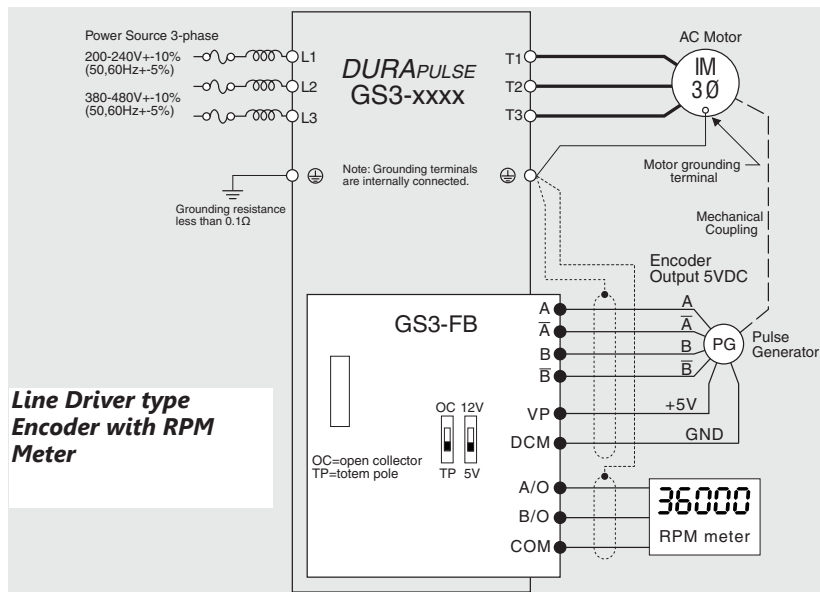 Power Source 3-phase
200-240V+-10%
(50,60Hz+-5%)
380-480V+-10%
(50,60Hz+-5%)
L1
L2
L3
DURAPULSE
GS3-xxxx
T1
T2
T3
AC Motor
IM
3Ø
Note: Grounding terminals
are internally connected.
Grounding resistance
less than 0.1Ω
Motor grounding
terminal
Mechanical
Coupling
Encoder
Output 5VDC
GS3-FB
A
A̅
B
B̅
VP
DCM
A/O
B/O
COM
A
A̅
B
B̅
+5V
GND
PG
Pulse
Generator
OC 12V
TP 5V
OC=open collector
TP=totem pole
Line Driver type
Encoder with RPM
Meter
36000
RPM meter